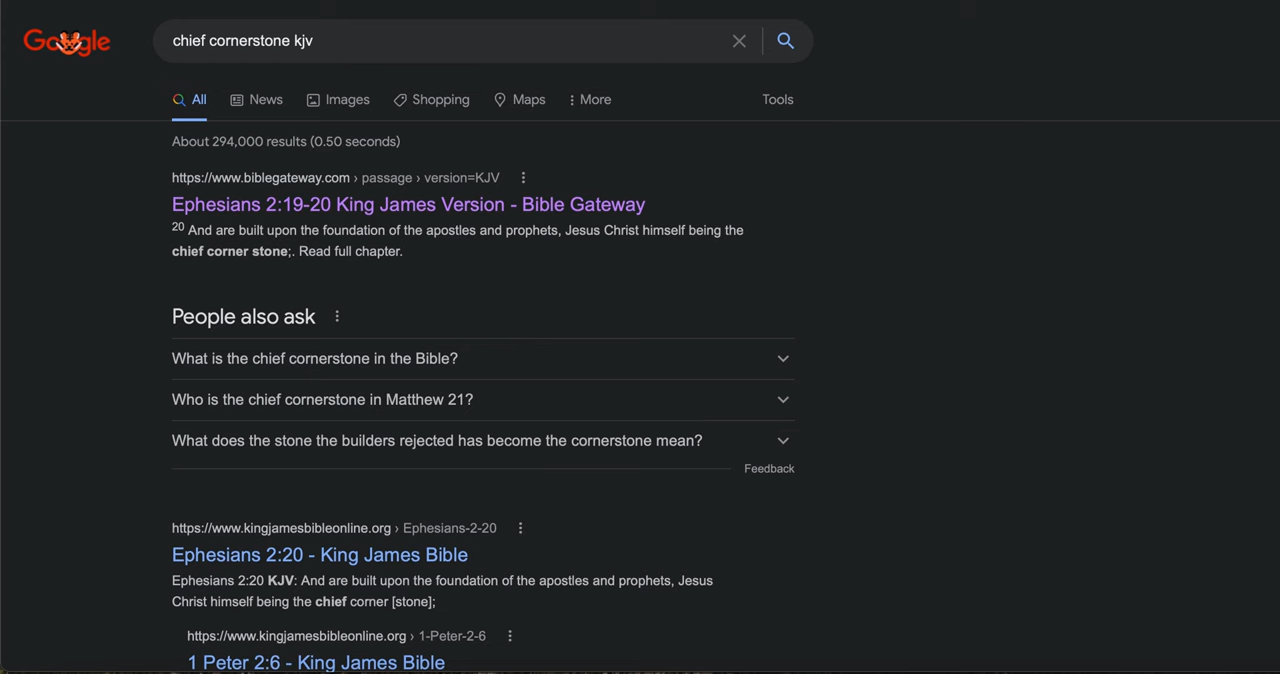 Google
chief cornerstone kjv
All News Images Shopping Maps More Tools
About 294,000 results (0.50 seconds)
https://www.biblegateway.com › passage › version=KJV
Ephesians 2:19-20 King James Version - Bible Gateway
20 And are built upon the foundation of the apostles and prophets, Jesus Christ himself being the
chief corner stone;. Read full chapter.
People also ask
What is the chief cornerstone in the Bible?
Who is the chief cornerstone in Matthew 21?
What does the stone the builders rejected has become the cornerstone mean?
Feedback
https://www.kingjamesbibleonline.org › Ephesians-2-20
Ephesians 2:20 - King James Bible
Ephesians 2:20 KJV: And are built upon the foundation of the apostles and prophets, Jesus
Christ himself being the chief corner [stone];
https://www.kingjamesbibleonline.org › 1-Peter-2-6
1 Peter 2:6 - King James Bible